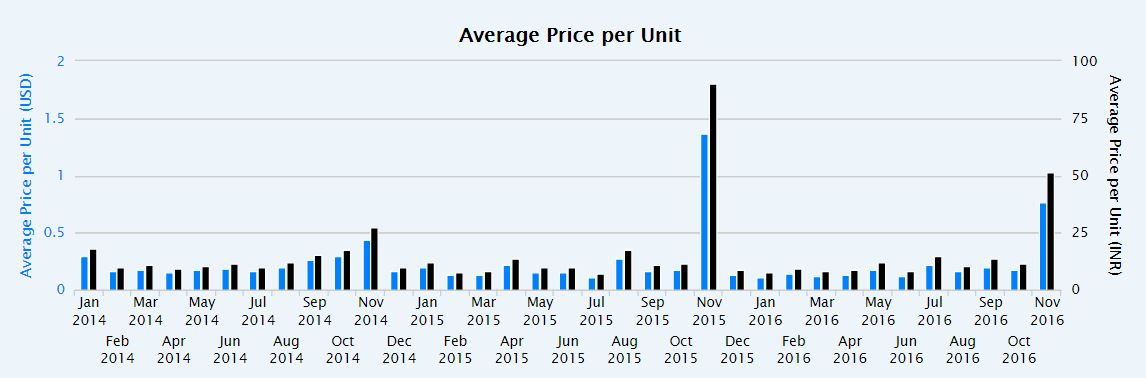 Average Price per Unit
2
1.5
1
0.5
0
Average Price per Unit (USD)
100
75
50
25
0
Average Price per Unit (INR)
Jan Mar May Jul Sep Nov Jan Mar May Jul Sep Nov Jan Mar May Jul Sep Nov
2014 2014 2014 2014 2014 2014 2015 2015 2015 2015 2015 2015 2016 2016 2016 2016 2016 2016
Feb Apr Jun Aug Oct Dec Feb Apr Jun Aug Oct Dec Feb Apr Jun Aug Oct
2014 2014 2014 2014 2014 2014 2015 2015 2015 2015 2015 2015 2016 2016 2016 2016 2016